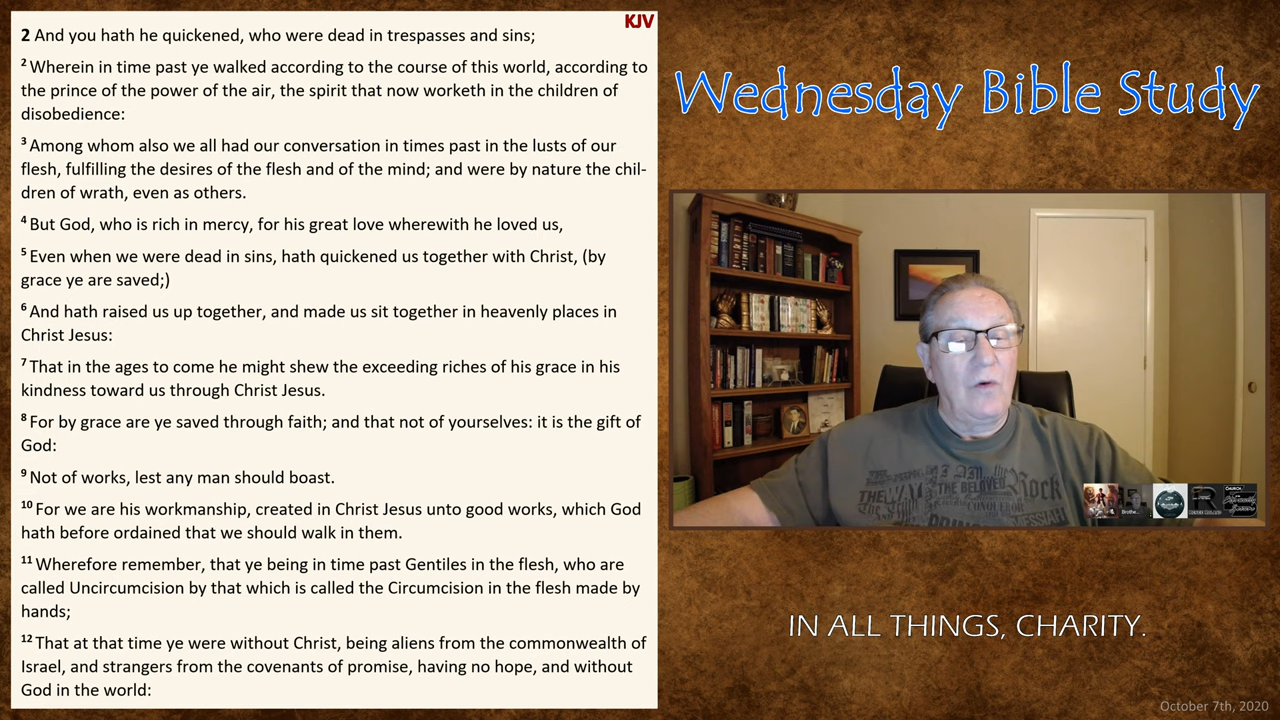 KJV
2 And you hath he quickened, who were dead in trespasses and sins;
2 Wherein in time past ye walked according to the course of this world, according to
the prince of the power of the air, the spirit that now worketh in the children of
disobedience:
3 Among whom also we all had our conversation in times past in the lusts of our
flesh, fulfilling the desires of the flesh and of the mind; and were by nature the chil-
dren of wrath, even as others.
4 But God, who is rich in mercy, for his great love wherewith he loved us,
5 Even when we were dead in sins, hath quickened us together with Christ, (by
grace ye are saved;)
6 And hath raised us up together, and made us sit together in heavenly places in
Christ Jesus:
7 That in the ages to come he might shew the exceeding riches of his grace in his
kindness toward us through Christ Jesus.
8 For by grace are ye saved through faith; and that not of yourselves: it is the gift of
God:
9 Not of works, lest any man should boast.
10 For we are his workmanship, created in Christ Jesus unto good works, which God
hath before ordained that we should walk in them.
11 Wherefore remember, that ye being in time past Gentiles in the flesh, who are
called Uncircumcision by that which is called the Circumcision in the flesh made by
hands;
12 That at that time ye were without Christ, being aliens from the commonwealth of
Israel, and strangers from the covenants of promise, having no hope, and without
God in the world:
Wednesday Bible Study
I AM the
THE BELOVED Rock
THE WAY
The Truth
CONQUEROR
MESSIAH
Brothe...
CHURCH
IN ALL THINGS, CHARITY.
October 7th, 2020